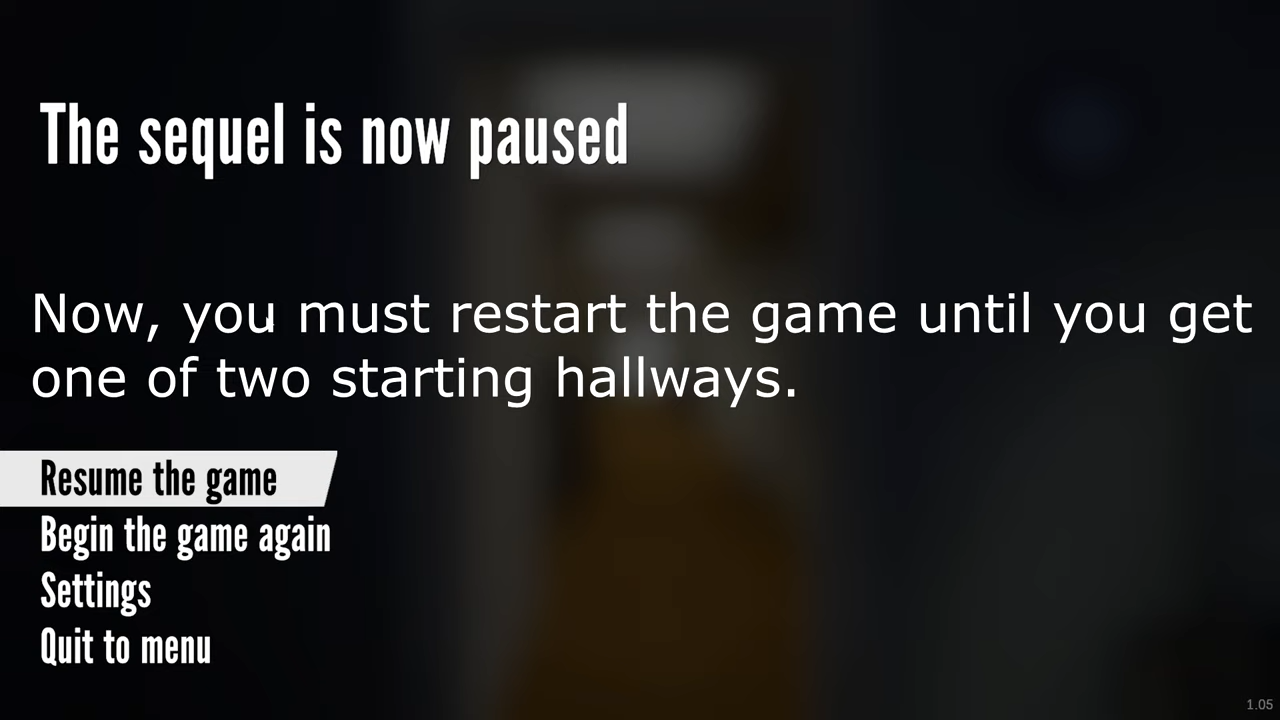 The sequel is now paused
Now, you must restart the game until you get
one of two starting hallways.
Resume the game
Begin the game again
Settings
Quit to menu
1.05